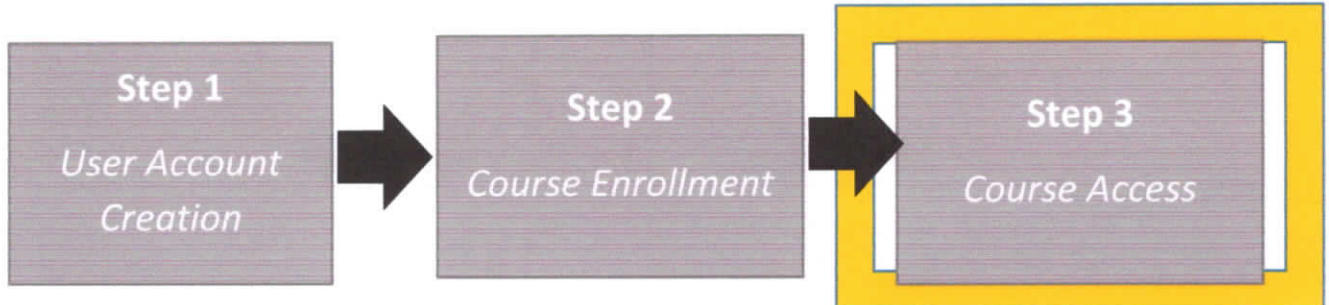 Step 1
User Account
Creation
Step 2
Course Enrollment
Step 3
Course Access